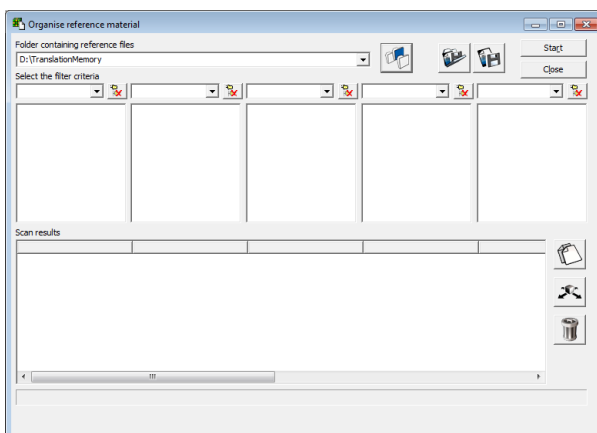 Organise reference material
Folder containing reference files
D:\TranslationMemory
Start
Close
Select the filter criteria
Scan results